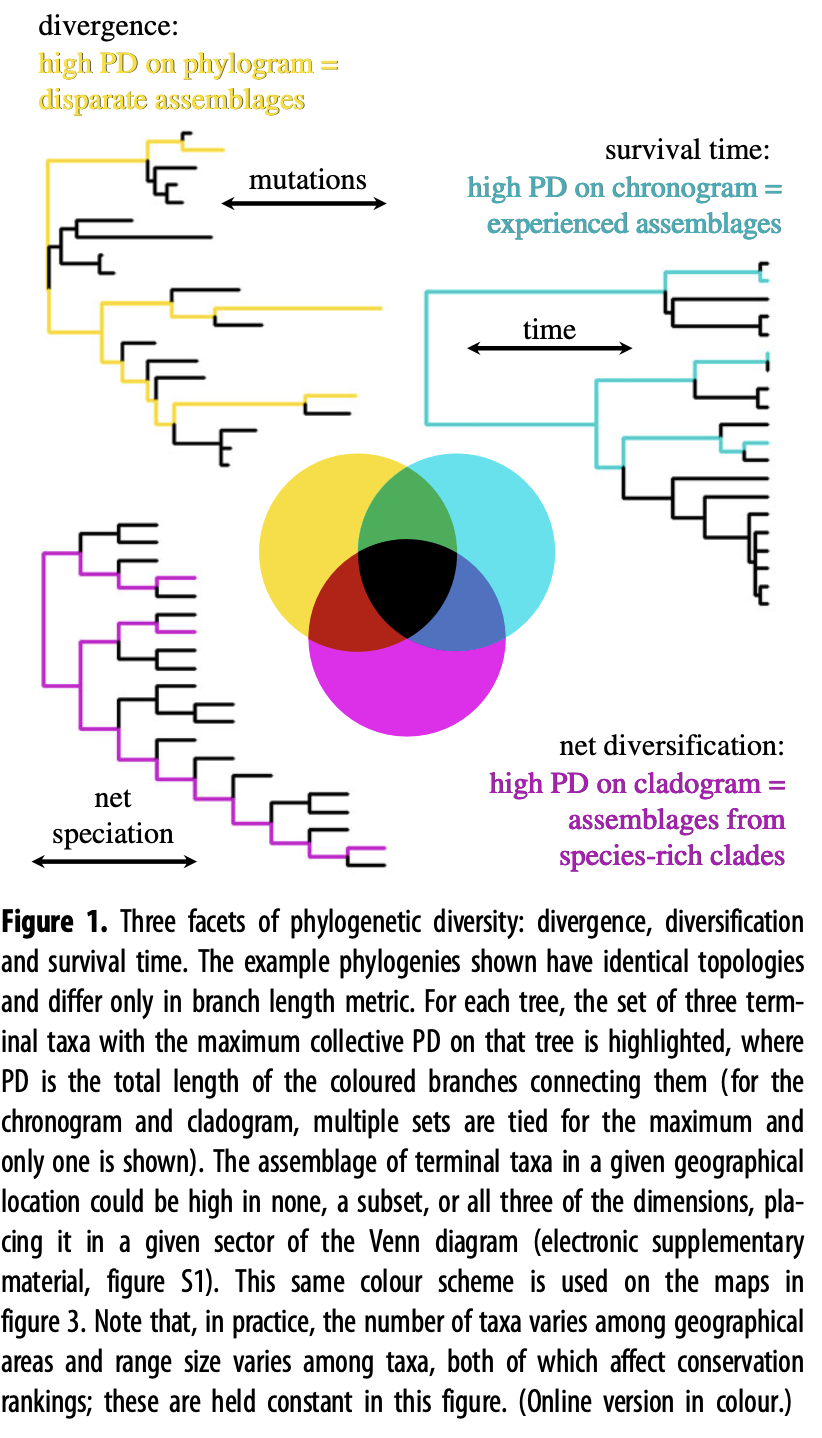 divergence:
high PD on phylogram =
disparate assemblages
mutations
survival time:
high PD on chronogram =
experienced assemblages
time
net
speciation
net diversification:
high PD on cladogram =
assemblages from
species-rich clades
Figure 1. Three facets of phylogenetic diversity: divergence, diversification
and survival time. The example phylogenies shown have identical topologies
and differ only in branch length metric. For each tree, the set of three term-
inal taxa with the maximum collective PD on that tree is highlighted, where
PD is the total length of the coloured branches connecting them (for the
chronogram and cladogram, multiple sets are tied for the maximum and
only one is shown). The assemblage of terminal taxa in a given geographical
location could be high in none, a subset, or all three of the dimensions, pla-
cing it in a given sector of the Venn diagram (electronic supplementary
material, figure S1). This same colour scheme is used on the maps in
figure 3. Note that, in practice, the number of taxa varies among geographical
areas and range size varies among taxa, both of which affect conservation
rankings; these are held constant in this figure. (Online version in colour.)